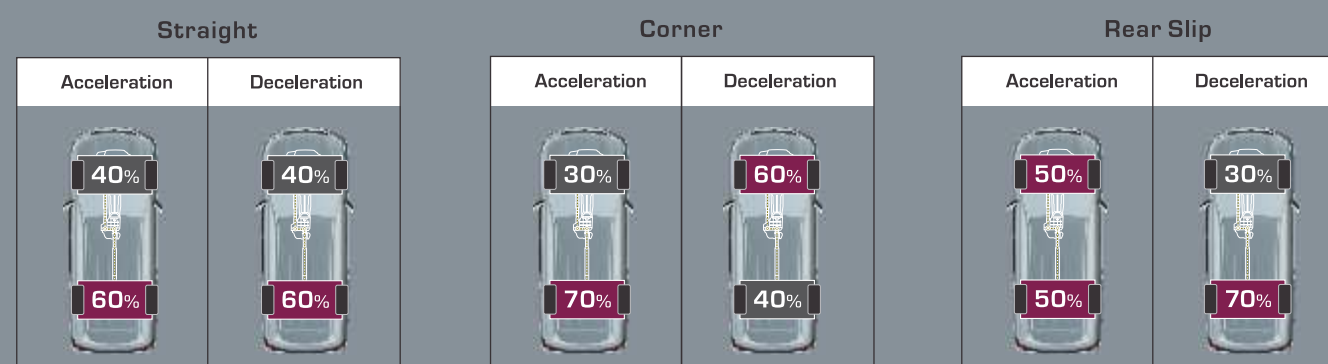 Straight
Corner
Rear Slip
Acceleration
Deceleration
Acceleration
Deceleration
Acceleration
Deceleration
40%
40%
30%
60%
50%
30%
60%
60%
70%
40%
50%
70%